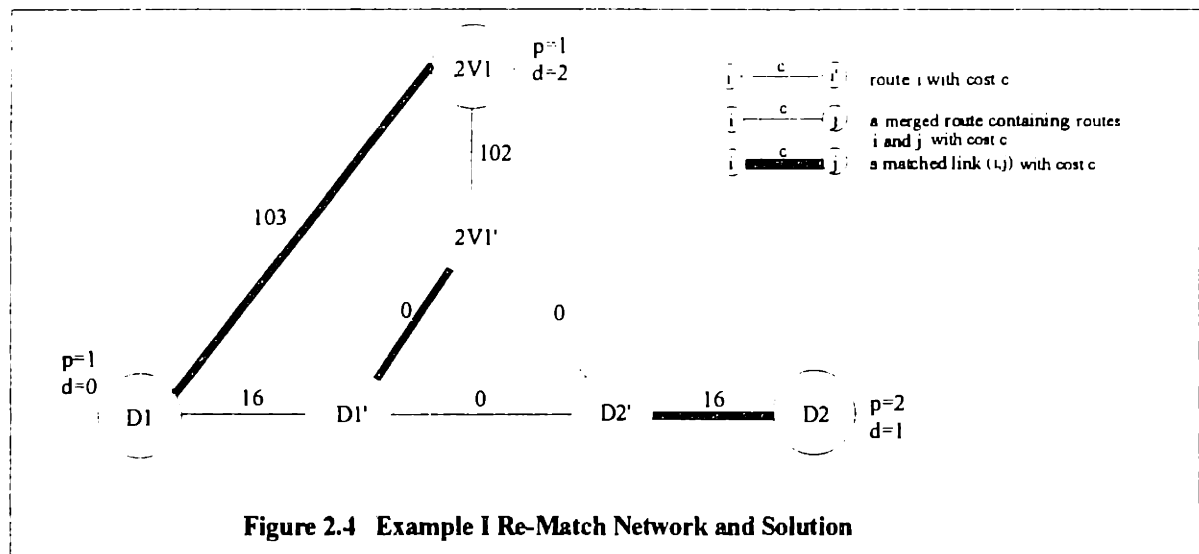 p=1
2V1
d=2
i c i' route i with cost c
i c j a merged route containing routes
i and j with cost c
i c j a matched link (i,j) with cost c
102
103
2V1'
0
0
p=1
d=0
D1
16
D1'
0
D2'
16
D2
p=2
d=1
Figure 2.4 Example I Re-Match Network and Solution